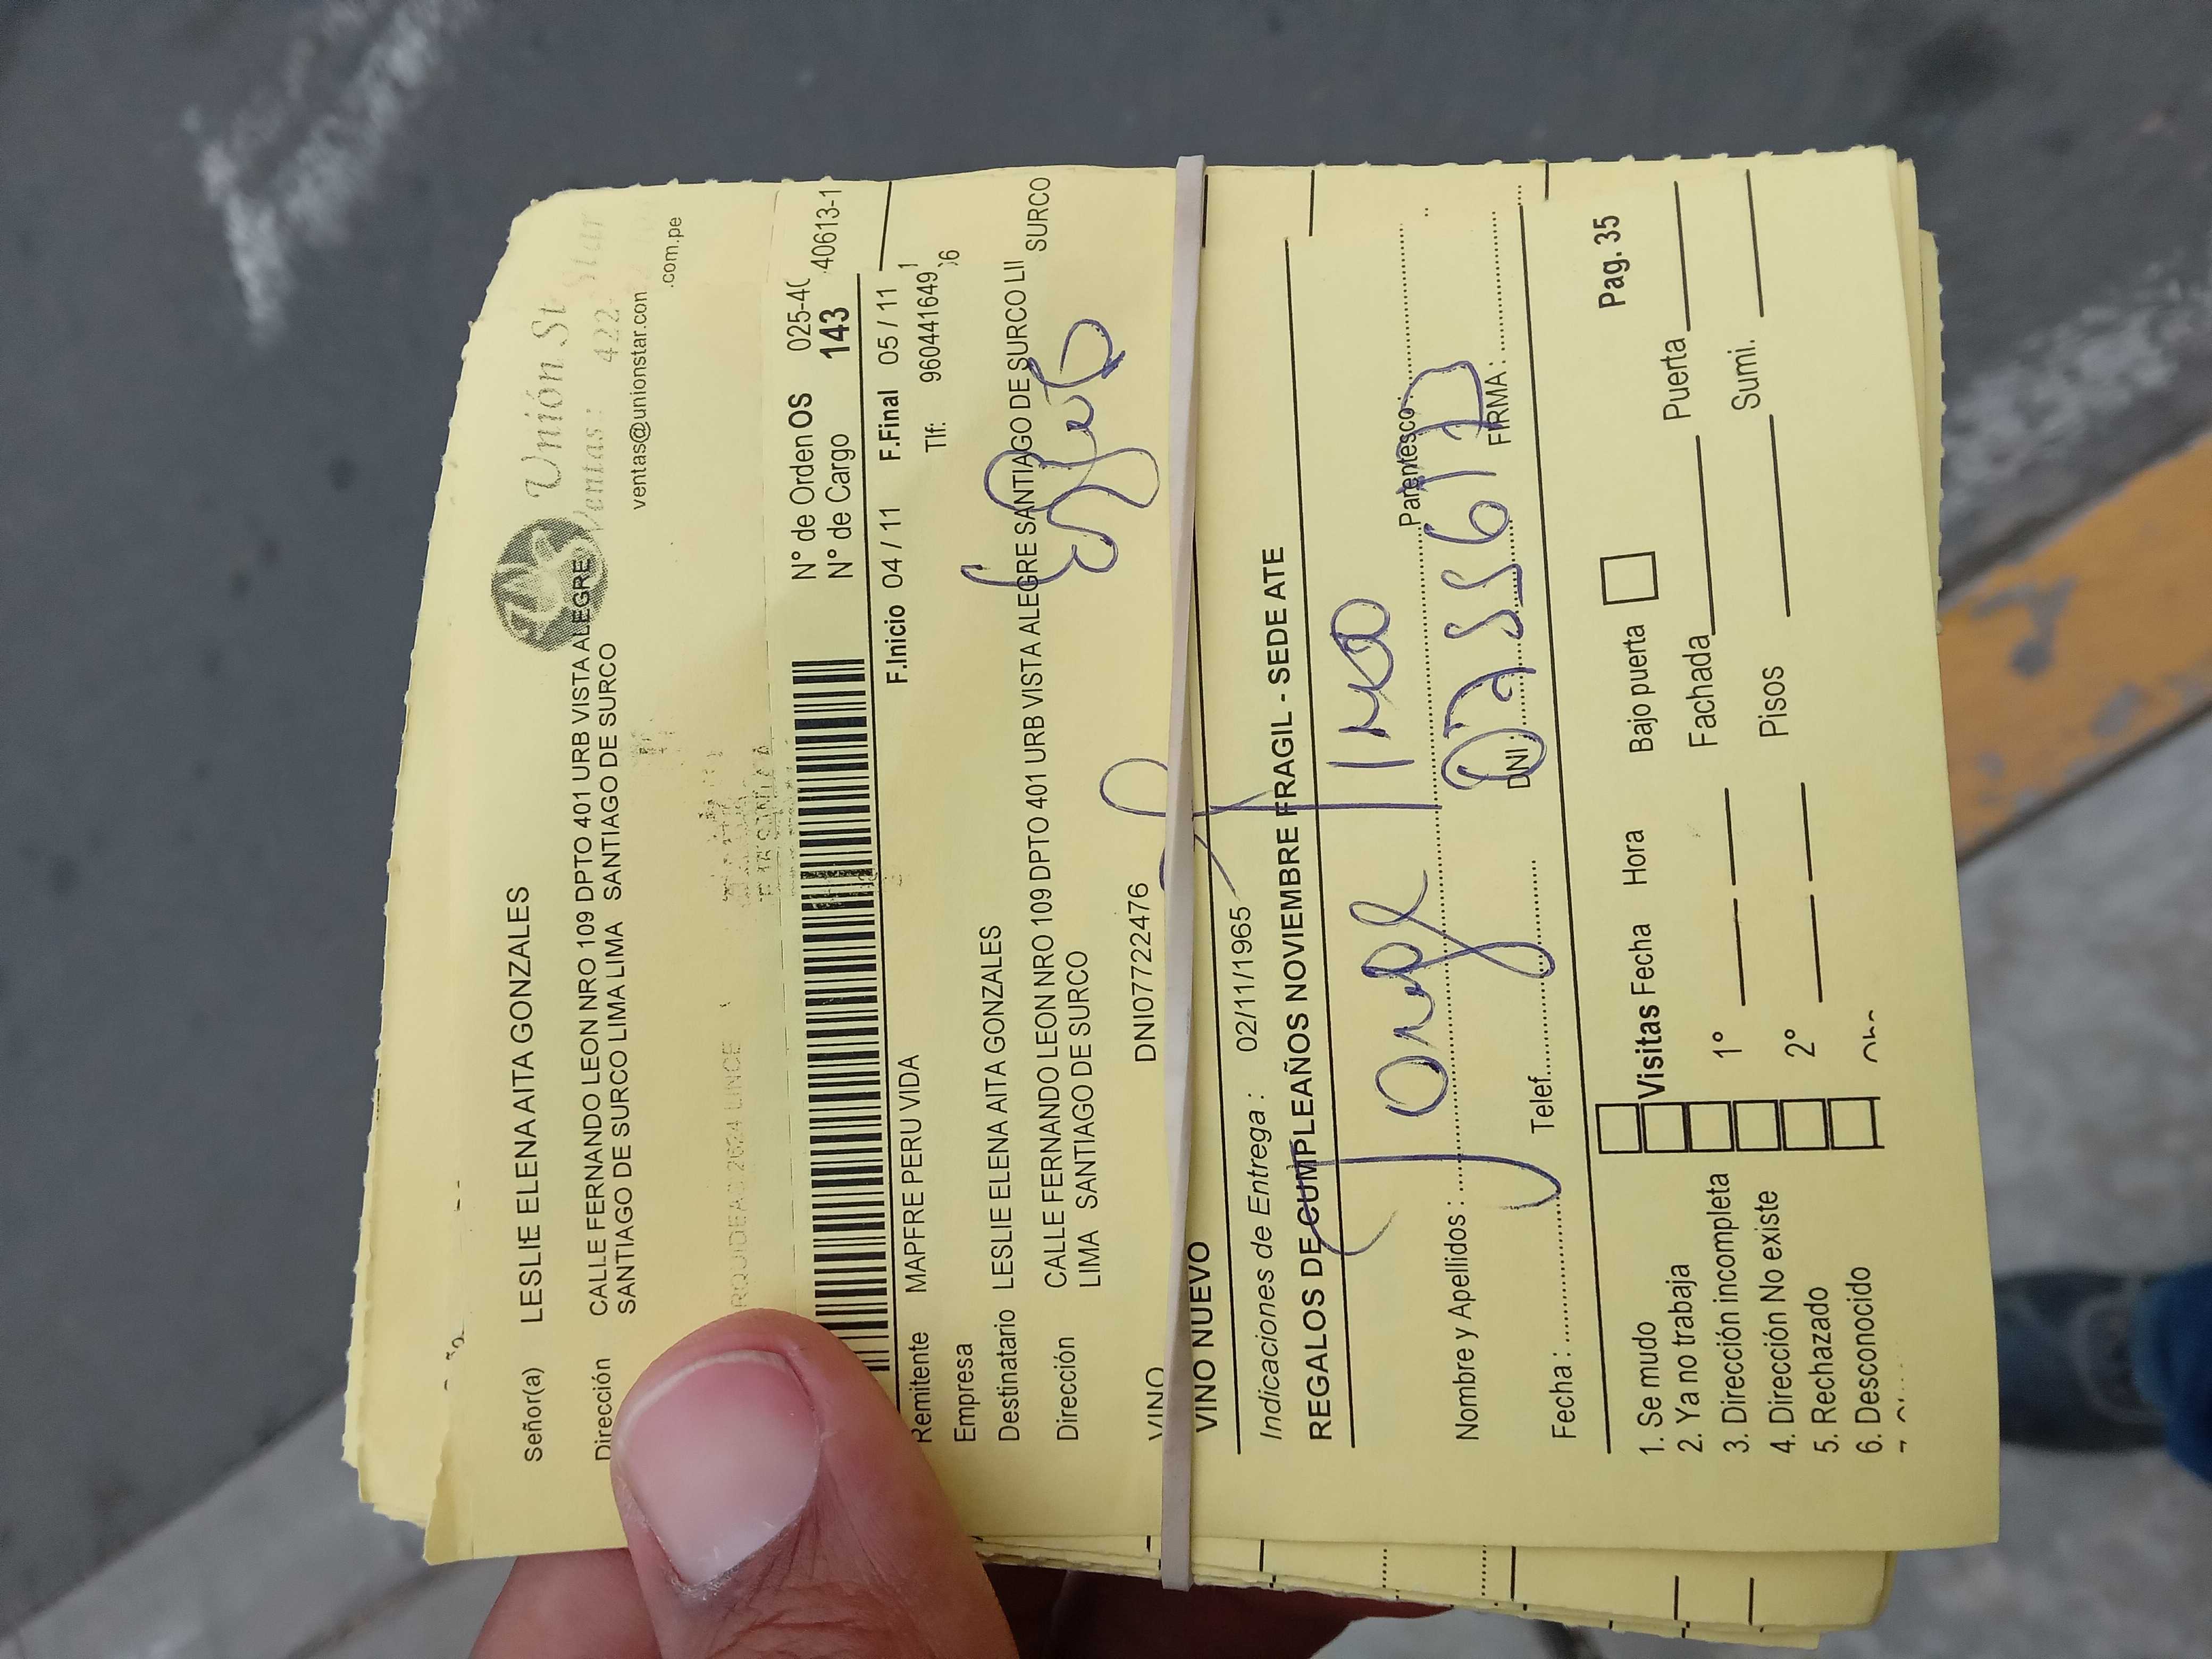 Unión St
Ventas: 422
ventas@unionstar.con
.com.pe
Señor(a) LESLIE ELENA AITA GONZALES
Dirección CALLE FERNANDO LEON NRO 109 DPTO 401 URB VISTA ALEGRE
SANTIAGO DE SURCO LIMA LIMA SANTIAGO DE SURCO
RQUIDEAS 2624 LINCE
N° de Orden OS 025-40
N° de Cargo 143 40613-1
F.Inicio 04 / 11 F.Final 05 / 11
Remitente MAPFRE PERU VIDA Tlf: 960441649
Empresa
Destinatario LESLIE ELENA AITA GONZALES
Dirección CALLE FERNANDO LEON NRO 109 DPTO 401 URB VISTA ALEGRE SANTIAGO DE SURCO LII
LIMA SANTIAGO DE SURCO SURCO
DNI07722476
VINO
VINO NUEVO
Indicaciones de Entrega : 02/11/1965
REGALOS DE CUMPLEAÑOS NOVIEMBRE FRAGIL - SEDE ATE
Jorge
Nombre y Apellidos : Parentesco :
Fecha : Telef. DNI: FIRMA :
1. Se mudo
2. Ya no trabaja
3. Dirección incompleta
4. Dirección No existe
5. Rechazado
6. Desconocido
Visitas Fecha Hora Bajo puerta Pag. 35
1° Fachada Puerta
2° Pisos Sumi.